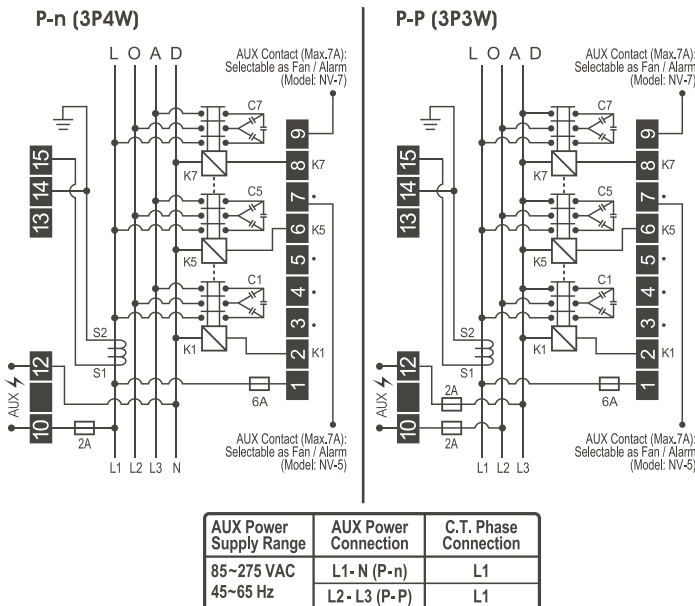 P-n (3P4W)
L O A D
AUX Contact (Max.7A):
Selectable as Fan / Alarm
(Model: NV-7)
C7
9
K7
8
K7
7
C5
6
K5
K5
5
4
C1
3
K1
2
K1
1
6A
15
14
13
S2
S1
12
AUX
10
2A
L1 L2 L3 N
AUX Contact (Max.7A):
Selectable as Fan / Alarm
(Model: NV-5)
P-P (3P3W)
L O A D
AUX Contact (Max.7A):
Selectable as Fan / Alarm
(Model: NV-7)
C7
9
K7
8
K7
7
C5
6
K5
K5
5
4
C1
3
K1
2
K1
1
6A
15
14
13
S2
S1
12
AUX
10
2A
2A
L1 L2 L3
AUX Contact (Max.7A):
Selectable as Fan / Alarm
(Model: NV-5)
AUX Power Supply Range AUX Power Connection C.T. Phase Connection
85~275 VAC 45~65 Hz L1- N (P- n) L1
L2 - L3 (P- P) L1